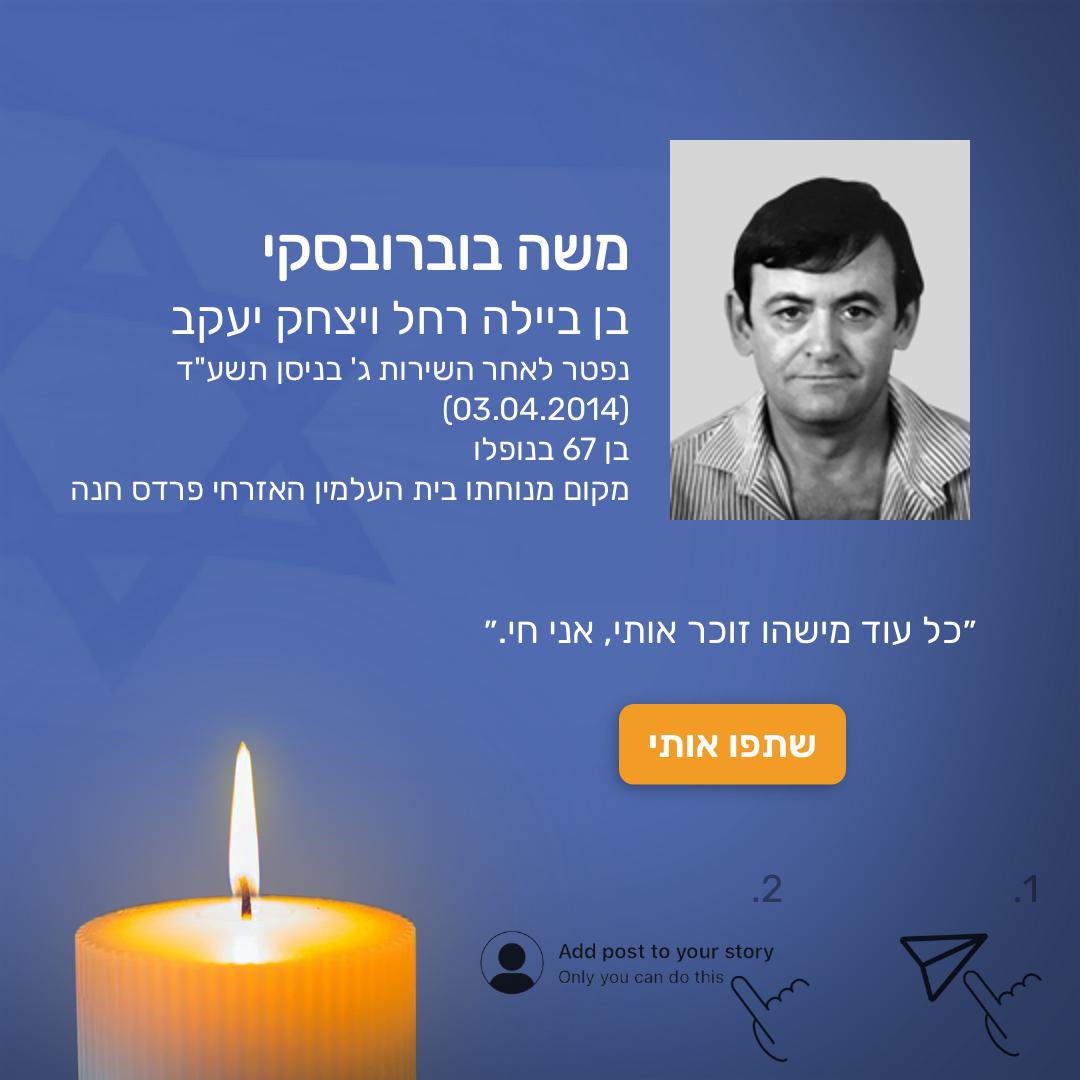 משה בוברובסקי
בן ביילה רחל ויצחק יעקב
נפטר לאחר השירות ג' בניסן תשע"ד
(03.04.2014)
בן 67 בנופלו
מקום מנוחתו בית העלמין האזרחי פרדס חנה
״כל עוד מישהו זוכר אותי, אני חי.״
שתפו אותי
1.
2.
Add post to your story
Only you can do this